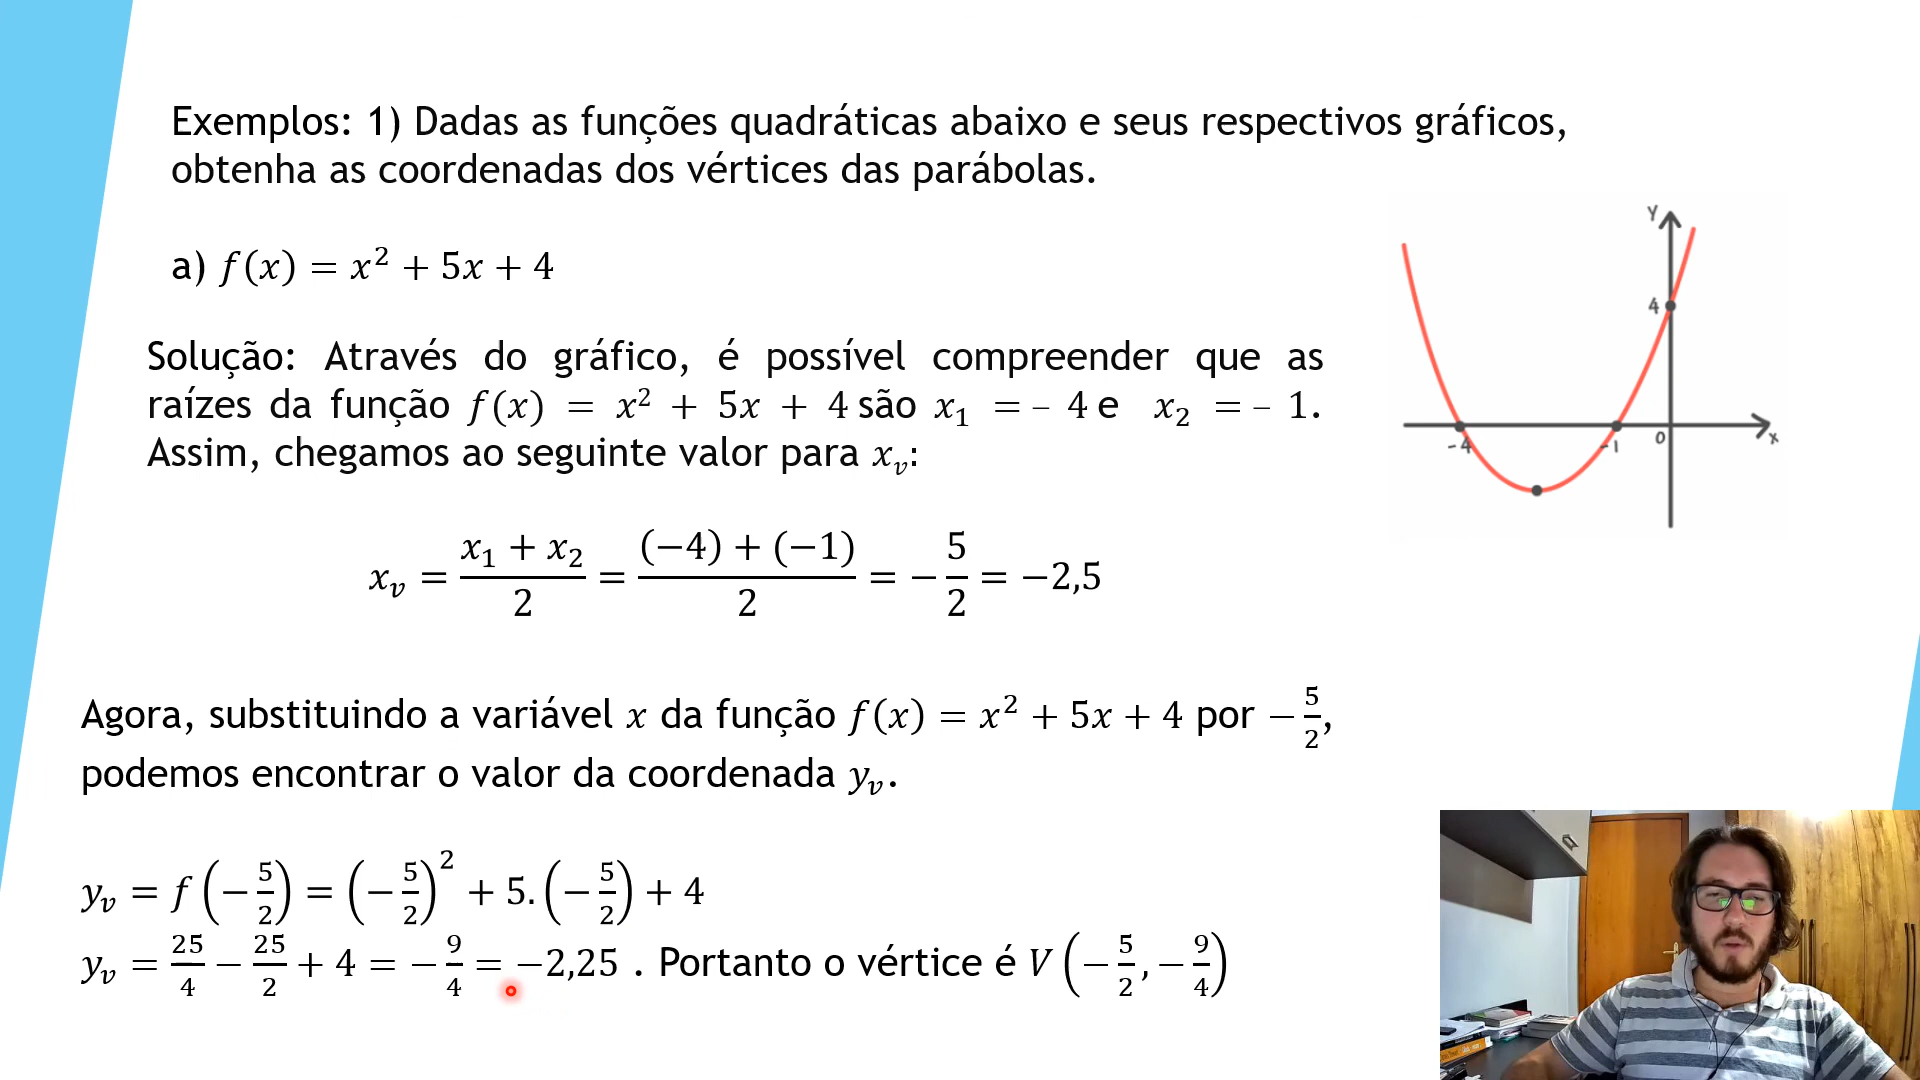 Exemplos: 1) Dadas as funções quadráticas abaixo e seus respectivos gráficos,
obtenha as coordenadas dos vértices das parábolas.
a) f(x) = x² + 5x + 4
Solução: Através do gráfico, é possível compreender que as
raízes da função f(x) = x² + 5x + 4 são x₁ = – 4 e x₂ = – 1.
Assim, chegamos ao seguinte valor para xᵥ:
xᵥ = (x₁ + x₂)/2 = ((−4) + (−1))/2 = −5/2 = −2,5
Agora, substituindo a variável x da função f(x) = x² + 5x + 4 por −5/2,
podemos encontrar o valor da coordenada yᵥ.
yᵥ = f(−5/2) = (−5/2)² + 5.(−5/2) + 4
yᵥ = 25/4 − 25/2 + 4 = −9/4 = −2,25 . Portanto o vértice é V(−5/2, −9/4)
Y
4
-4
-1
0
x